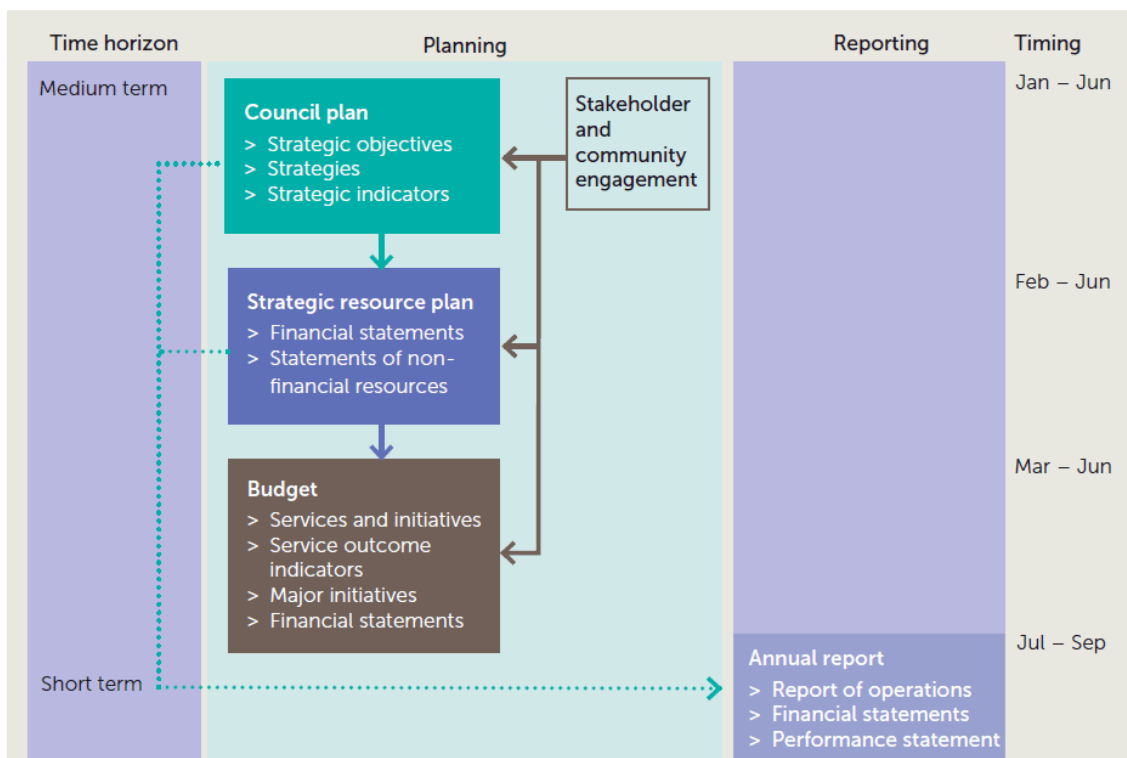 Time horizon
Planning
Reporting
Timing
Medium term
Jan – Jun
Council plan
> Strategic objectives
> Strategies
> Strategic indicators
Stakeholder
and
community
engagement
Feb – Jun
Strategic resource plan
> Financial statements
> Statements of non-
financial resources
Mar – Jun
Budget
> Services and initiatives
> Service outcome
indicators
> Major initiatives
> Financial statements
Jul – Sep
Short term
Annual report
> Report of operations
> Financial statements
> Performance statement